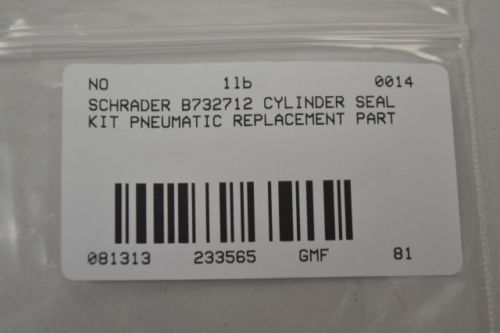 NO 1lb 0014
SCHRADER B732712 CYLINDER SEAL
KIT PNEUMATIC REPLACEMENT PART
081313 233565 GMF 81